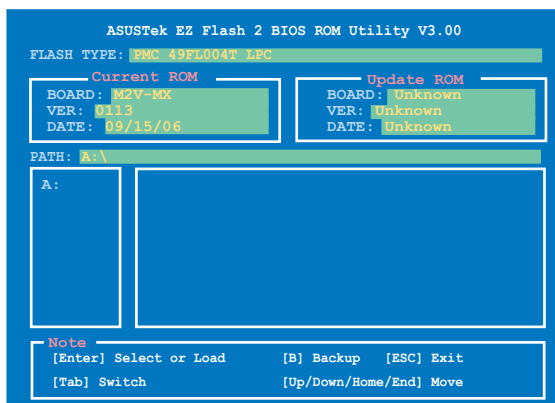 ASUSTek EZ Flash 2 BIOS ROM Utility V3.00
FLASH TYPE: PMC 49FL004T LPC
Current ROM
BOARD: M2V-MX
VER: 0113
DATE: 09/15/06
Update ROM
BOARD: Unknown
VER: Unknown
DATE: Unknown
PATH: A:\
A:
Note
[Enter] Select or Load [B] Backup [ESC] Exit
[Tab] Switch [Up/Down/Home/End] Move